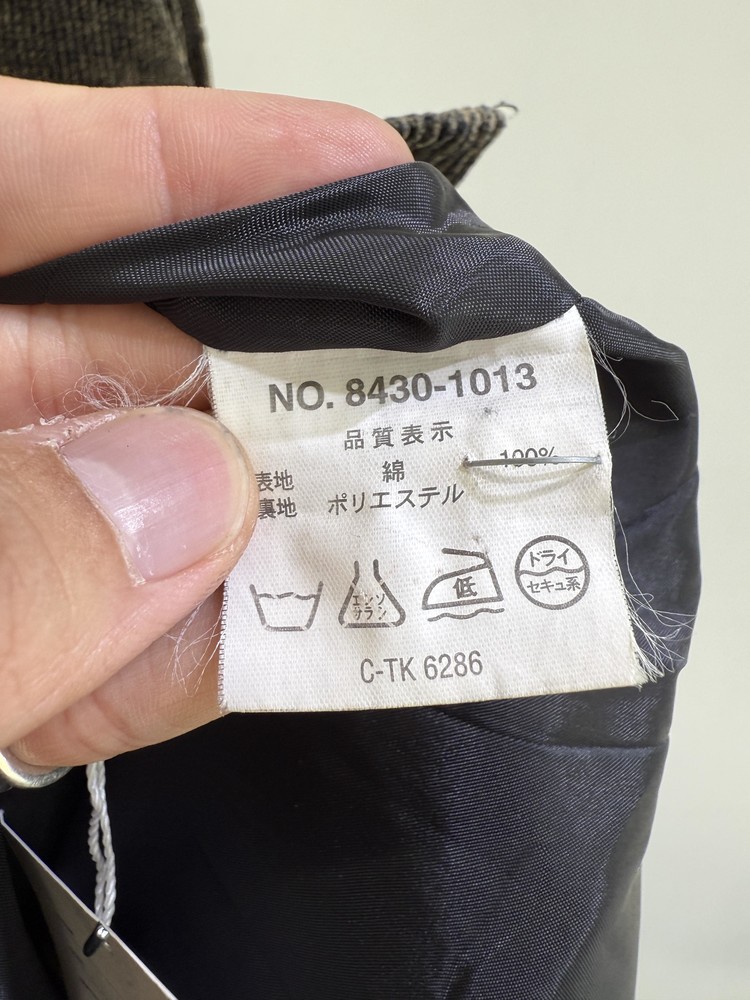 NO. 8430-1013
品質表示
表地 綿 100%
裏地 ポリエステル
エンソ
サラシ
低
ドライ
セキュ系
C-TK 6286